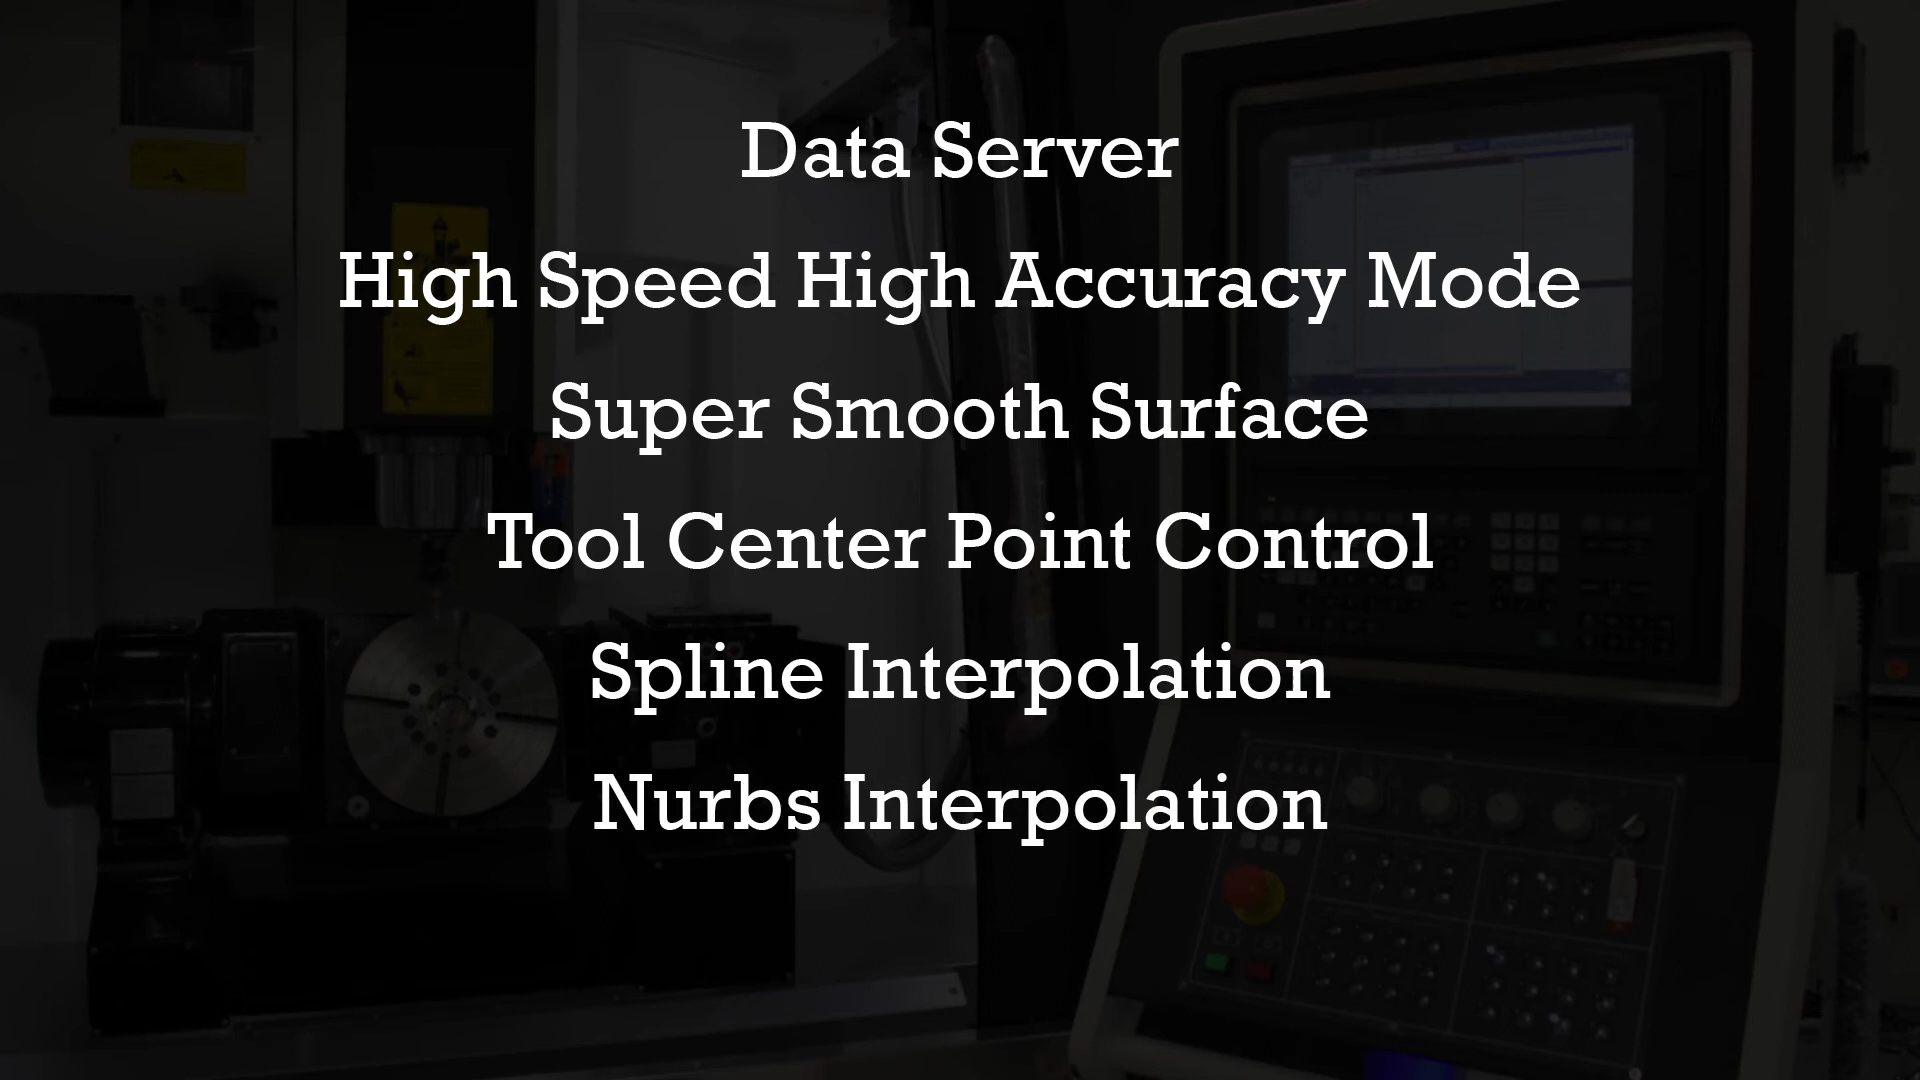 Data Server
High Speed High Accuracy Mode
Super Smooth Surface
Tool Center Point Control
Spline Interpolation
Nurbs Interpolation